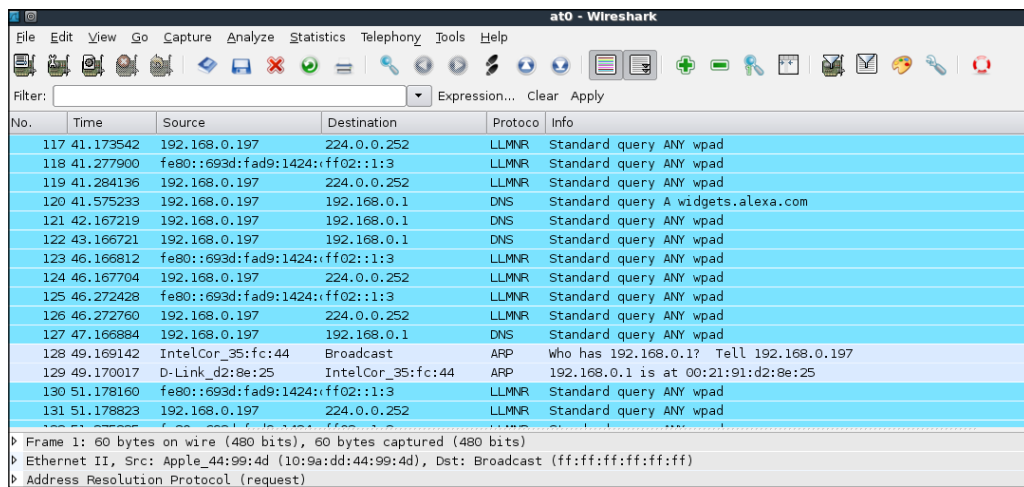 at0 - Wireshark
File Edit View Go Capture Analyze Statistics Telephony Tools Help
Filter: Expression... Clear Apply
No. Time Source Destination Protoco Info
117 41.173542 192.168.0.197 224.0.0.252 LLMNR Standard query ANY wpad
118 41.277900 fe80::693d:fad9:1424: ff02::1:3 LLMNR Standard query ANY wpad
119 41.284136 192.168.0.197 224.0.0.252 LLMNR Standard query ANY wpad
120 41.575233 192.168.0.197 192.168.0.1 DNS Standard query A widgets.alexa.com
121 42.167219 192.168.0.197 192.168.0.1 DNS Standard query ANY wpad
122 43.166721 192.168.0.197 192.168.0.1 DNS Standard query ANY wpad
123 46.166812 fe80::693d:fad9:1424: ff02::1:3 LLMNR Standard query ANY wpad
124 46.167704 192.168.0.197 224.0.0.252 LLMNR Standard query ANY wpad
125 46.272428 fe80::693d:fad9:1424: ff02::1:3 LLMNR Standard query ANY wpad
126 46.272760 192.168.0.197 224.0.0.252 LLMNR Standard query ANY wpad
127 47.166884 192.168.0.197 192.168.0.1 DNS Standard query ANY wpad
128 49.169142 IntelCor_35:fc:44 Broadcast ARP Who has 192.168.0.1? Tell 192.168.0.197
129 49.170017 D-Link_d2:8e:25 IntelCor_35:fc:44 ARP 192.168.0.1 is at 00:21:91:d2:8e:25
130 51.178160 fe80::693d:fad9:1424: ff02::1:3 LLMNR Standard query ANY wpad
131 51.178823 192.168.0.197 224.0.0.252 LLMNR Standard query ANY wpad
Frame 1: 60 bytes on wire (480 bits), 60 bytes captured (480 bits)
Ethernet II, Src: Apple_44:99:4d (10:9a:dd:44:99:4d), Dst: Broadcast (ff:ff:ff:ff:ff:ff)
Address Resolution Protocol (request)